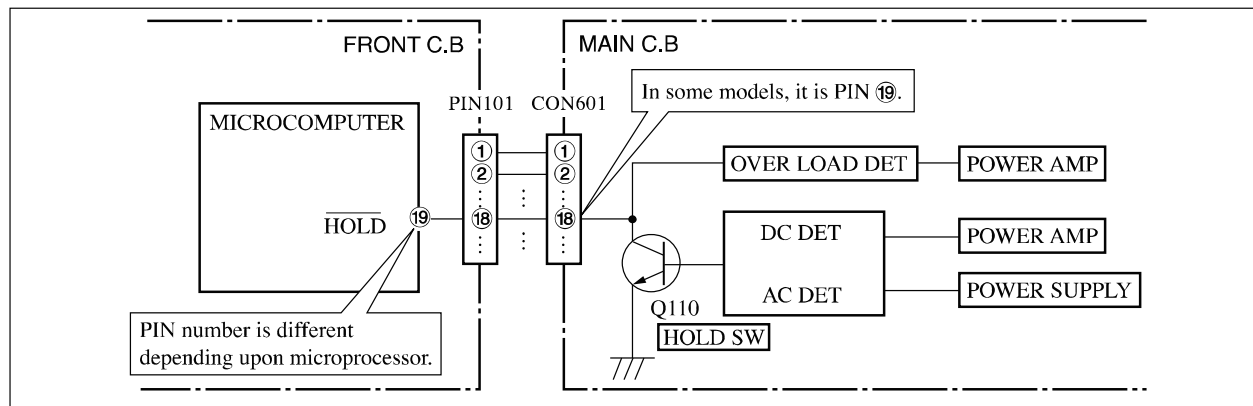 FRONT C.B
MAIN C.B
In some models, it is PIN ⑲.
PIN101
CON601
MICROCOMPUTER
① ①
② ②
HOLD ⑲ ⑱ ⑱
OVER LOAD DET
POWER AMP
DC DET
AC DET
POWER AMP
POWER SUPPLY
Q110
HOLD SW
PIN number is different
depending upon microprocessor.